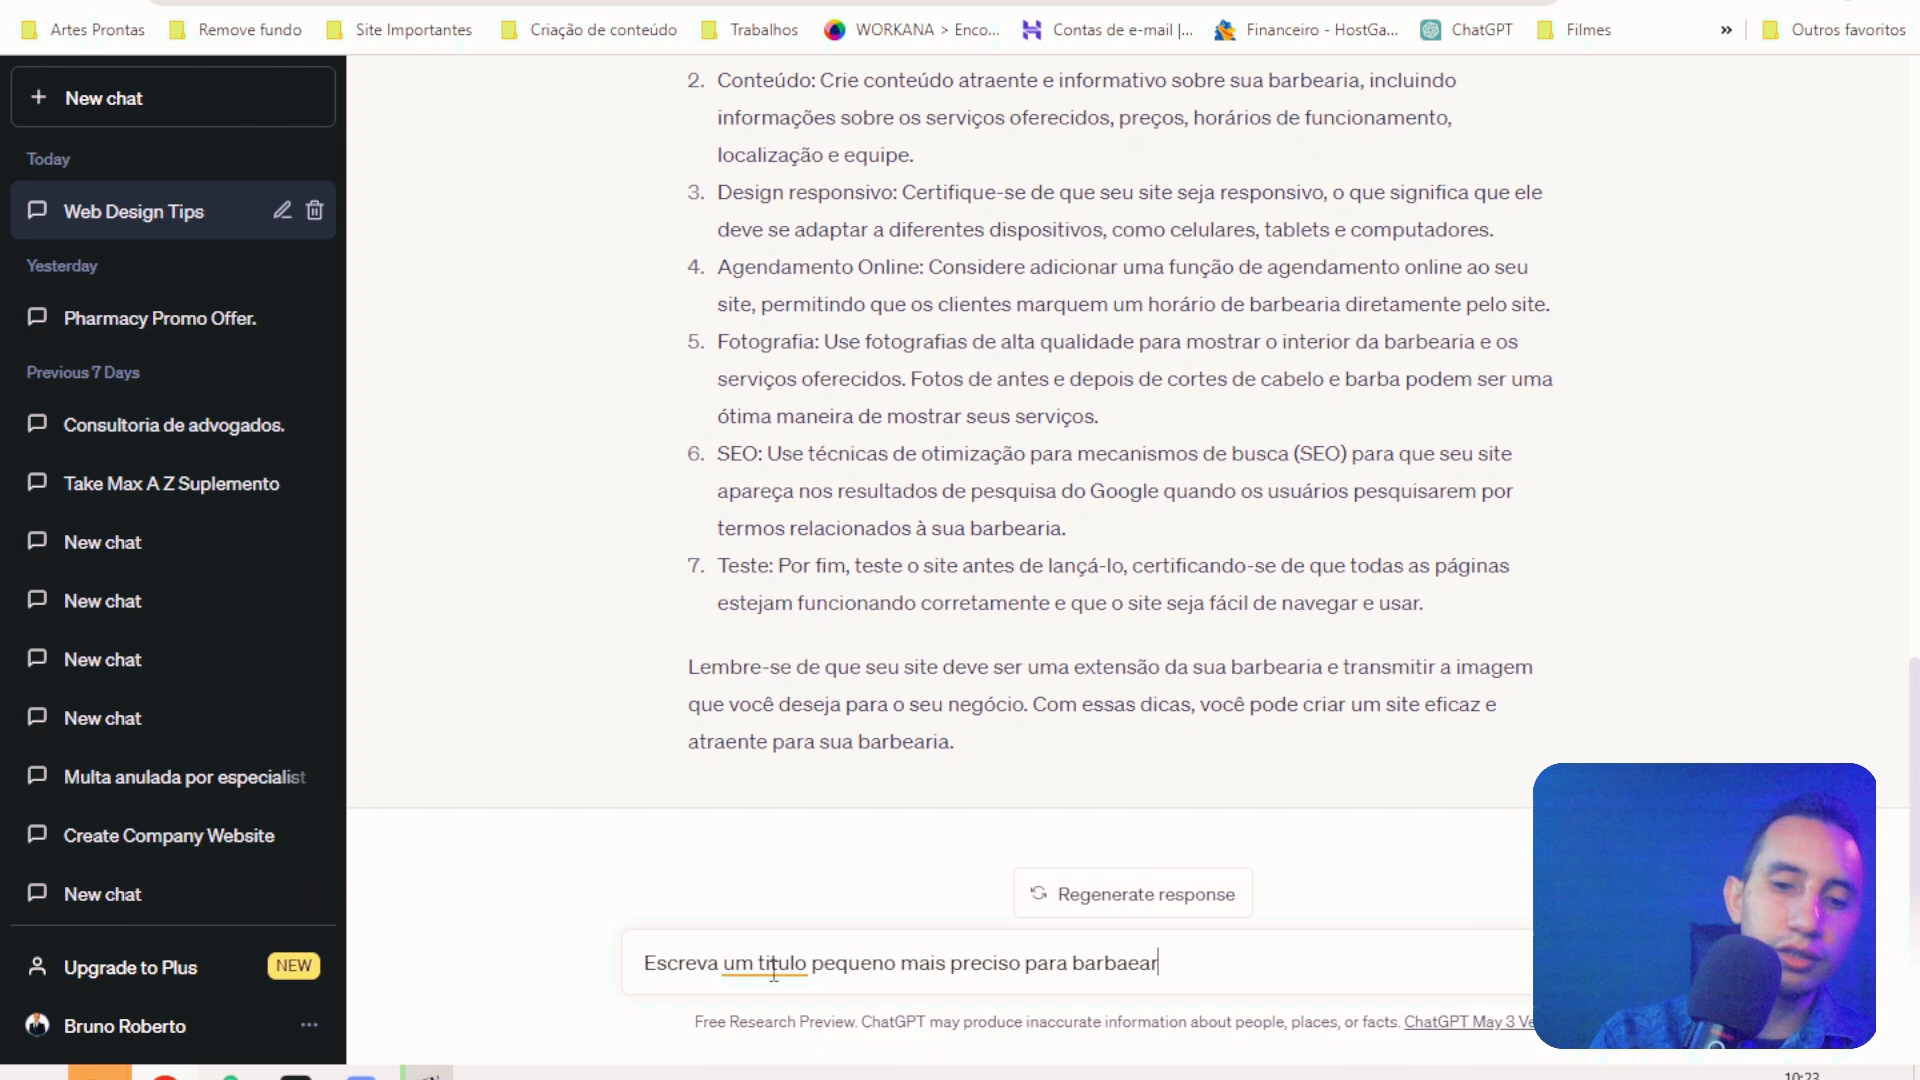 Artes Prontas
Remove fundo
Site Importantes
Criação de conteúdo
Trabalhos
WORKANA > Enco...
Contas de e-mail |...
Financeiro - HostGa...
ChatGPT
Filmes
»
Outros favoritos
+ New chat
Today
Web Design Tips
Yesterday
Pharmacy Promo Offer.
Previous 7 Days
Consultoria de advogados.
Take Max A Z Suplemento
New chat
New chat
New chat
New chat
Multa anulada por especialist
Create Company Website
New chat
Upgrade to Plus NEW
Bruno Roberto ...
2. Conteúdo: Crie conteúdo atraente e informativo sobre sua barbearia, incluindo
informações sobre os serviços oferecidos, preços, horários de funcionamento,
localização e equipe.
3. Design responsivo: Certifique-se de que seu site seja responsivo, o que significa que ele
deve se adaptar a diferentes dispositivos, como celulares, tablets e computadores.
4. Agendamento Online: Considere adicionar uma função de agendamento online ao seu
site, permitindo que os clientes marquem um horário de barbearia diretamente pelo site.
5. Fotografia: Use fotografias de alta qualidade para mostrar o interior da barbearia e os
serviços oferecidos. Fotos de antes e depois de cortes de cabelo e barba podem ser uma
ótima maneira de mostrar seus serviços.
6. SEO: Use técnicas de otimização para mecanismos de busca (SEO) para que seu site
apareça nos resultados de pesquisa do Google quando os usuários pesquisarem por
termos relacionados à sua barbearia.
7. Teste: Por fim, teste o site antes de lançá-lo, certificando-se de que todas as páginas
estejam funcionando corretamente e que o site seja fácil de navegar e usar.
Lembre-se de que seu site deve ser uma extensão da sua barbearia e transmitir a imagem
que você deseja para o seu negócio. Com essas dicas, você pode criar um site eficaz e
atraente para sua barbearia.
Regenerate response
Escreva um titulo pequeno mais preciso para barbaear
Free Research Preview. ChatGPT may produce inaccurate information about people, places, or facts. ChatGPT May 3 Ve
10:23